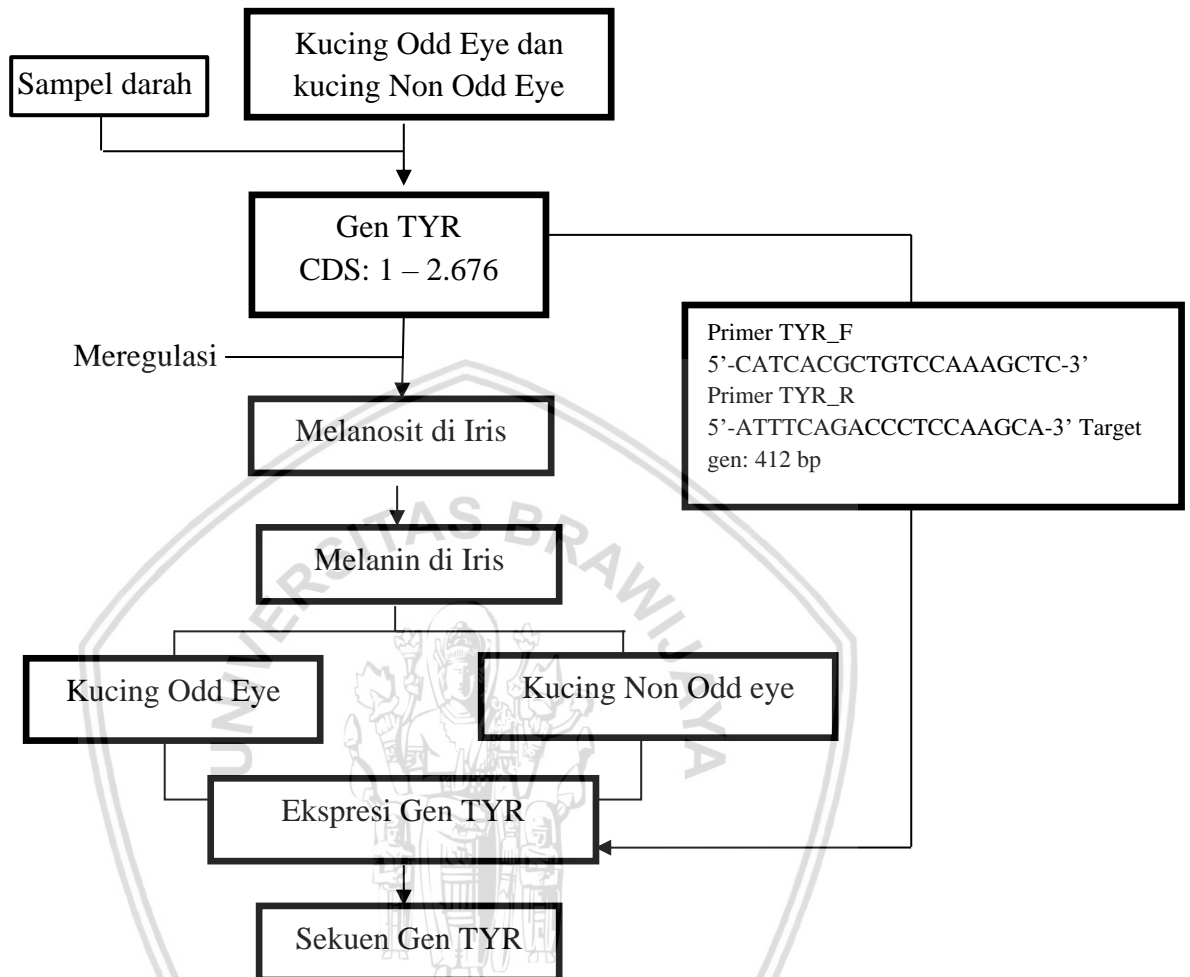 Kucing Odd Eye dan
kucing Non Odd Eye
Sampel darah
Gen TYR
CDS: 1 – 2.676
Primer TYR_F
5’-CATCACGCTGTCCAAAGCTC-3’
Primer TYR_R
5’-ATTTCAGACCCTCCAAGCA-3’ Target
gen: 412 bp
Meregulasi
Melanosit di Iris
Melanin di Iris
Kucing Odd Eye
Kucing Non Odd eye
Ekspresi Gen TYR
Sekuen Gen TYR
UNIVERSITAS BRAWIJAYA